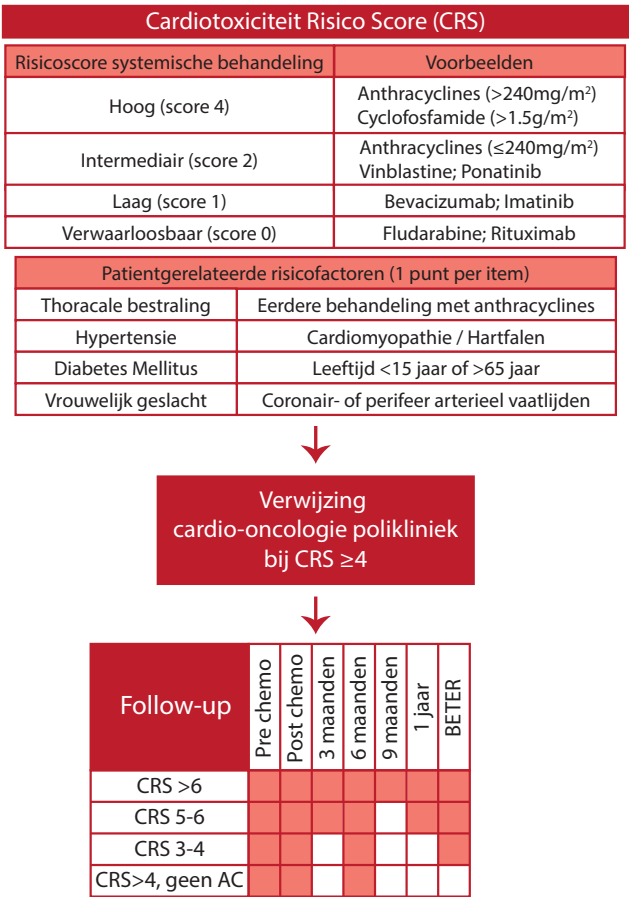 Cardiotoxiciteit Risico Score (CRS)
Risicoscore systemische behandeling Voorbeelden
Hoog (score 4) Anthracyclines (>240mg/m²)
Cyclofosfamide (>1.5g/m²)
Intermediair (score 2) Anthracyclines (≤240mg/m²)
Vinblastine; Ponatinib
Laag (score 1) Bevacizumab; Imatinib
Verwaarloosbaar (score 0) Fludarabine; Rituximab
Patientgerelateerde risicofactoren (1 punt per item)
Thoracale bestraling Eerdere behandeling met anthracyclines
Hypertensie Cardiomyopathie / Hartfalen
Diabetes Mellitus Leeftijd <15 jaar of >65 jaar
Vrouwelijk geslacht Coronair- of perifeer arterieel vaatlijden
Verwijzing
cardio-oncologie polikliniek
bij CRS ≥4
Follow-up Pre chemo Post chemo 3 maanden 6 maanden 9 maanden 1 jaar BETER
CRS >6
CRS 5-6
CRS 3-4
CRS>4, geen AC